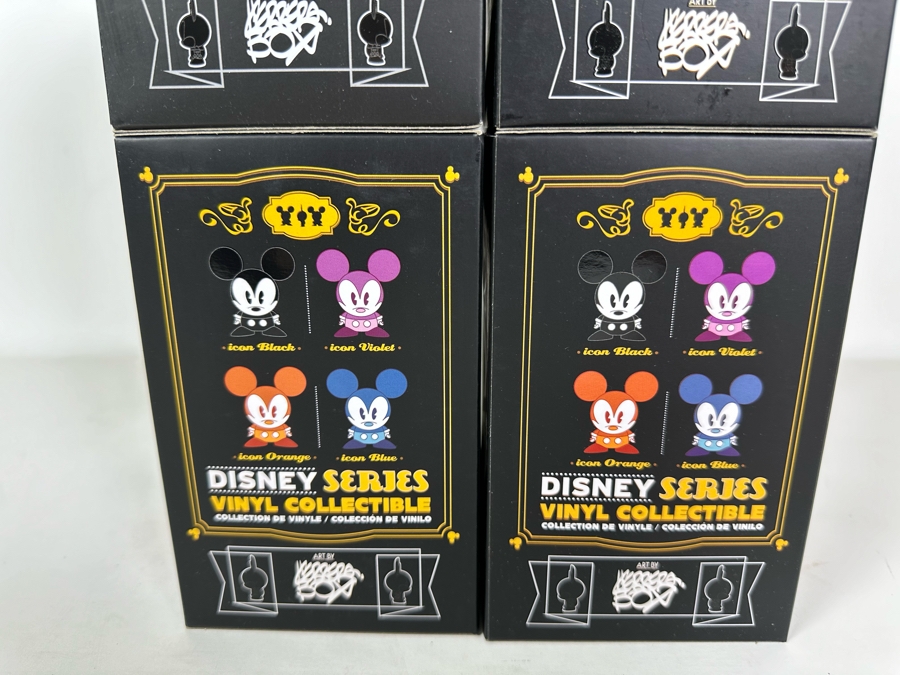 ART BY
icon Black
icon Violet
icon Orange
icon Blue
DISNEY SERIES
VINYL COLLECTIBLE
COLLECTION DE VINYLE / COLECCIÓN DE VINILO
ART BY
icon Black
icon Violet
icon Orange
icon Blue
DISNEY SERIES
VINYL COLLECTIBLE
COLLECTION DE VINYLE / COLECCIÓN DE VINILO
ART BY